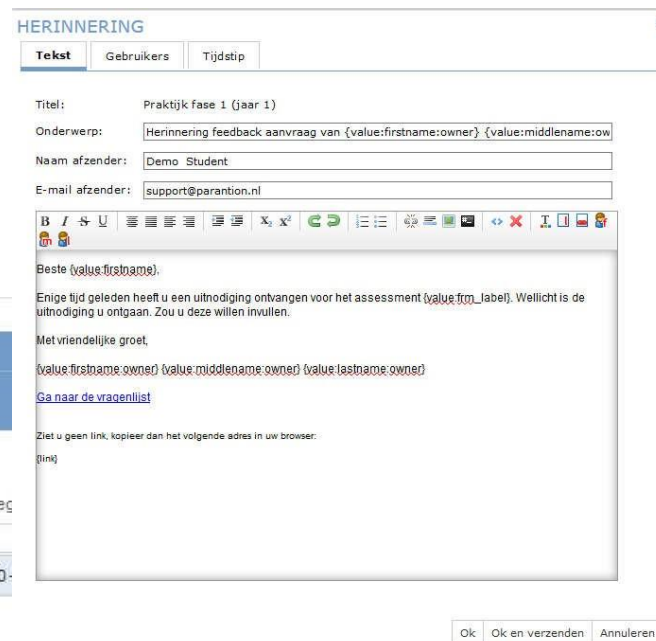 HERINNERING
Tekst Gebruikers Tijdstip
Titel: Praktijk fase 1 (jaar 1)
Onderwerp: Herinnering feedback aanvraag van {value:firstname:owner} {value:middlename:ow
Naam afzender: Demo Student
E-mail afzender: support@parantion.nl
B I S U X₂ X²
Beste {value:firstname},
Enige tijd geleden heeft u een uitnodiging ontvangen voor het assessment {value:frm_label}. Wellicht is de
uitnodiging u ontgaan. Zou u deze willen invullen.
Met vriendelijke groet,
{value:firstname:owner} {value:middlename:owner} {value:lastname:owner}
Ga naar de vragenlijst
Ziet u geen link, kopieer dan het volgende adres in uw browser:
{link}
Ok Ok en verzenden Annuleren